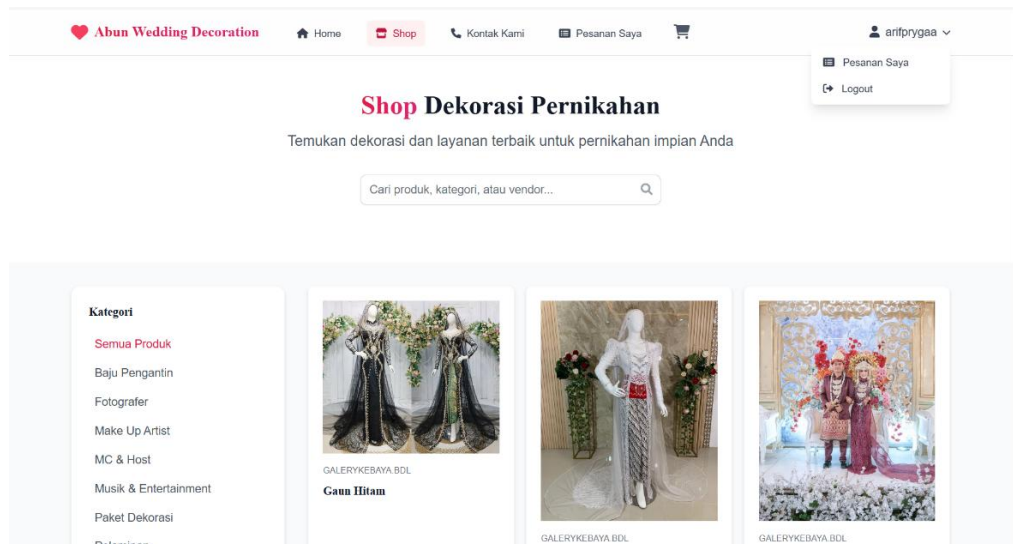 Abun Wedding Decoration
Home
Shop
Kontak Kami
Pesanan Saya
arifprygaa
Pesanan Saya
Logout
Shop Dekorasi Pernikahan
Temukan dekorasi dan layanan terbaik untuk pernikahan impian Anda
Cari produk, kategori, atau vendor...
Kategori
Semua Produk
Baju Pengantin
Fotografer
Make Up Artist
MC & Host
Musik & Entertainment
Paket Dekorasi
GALERYKEBAYA.BDL
Gaun Hitam
GALERYKEBAYA.BDL
GALERYKEBAYA.BDL